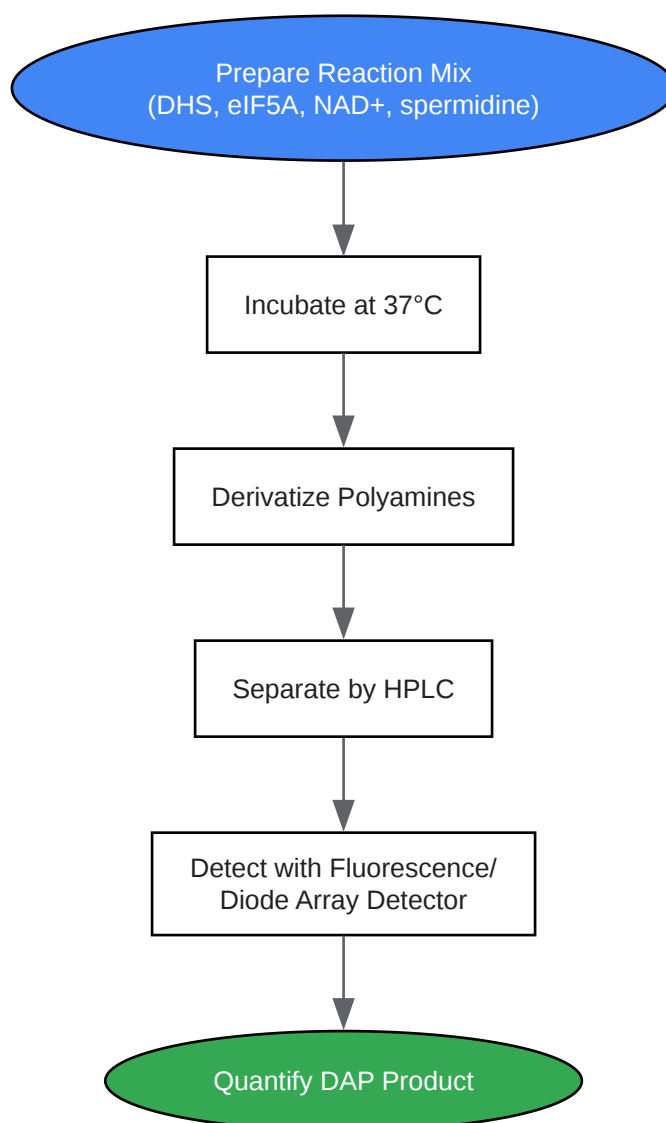 Prepare Reaction Mix
(DHS, eIF5A, NAD+, spermidine)
Incubate at 37°C
Derivatize Polyamines
Separate by HPLC
Detect with Fluorescence/
Diode Array Detector
Quantify DAP Product